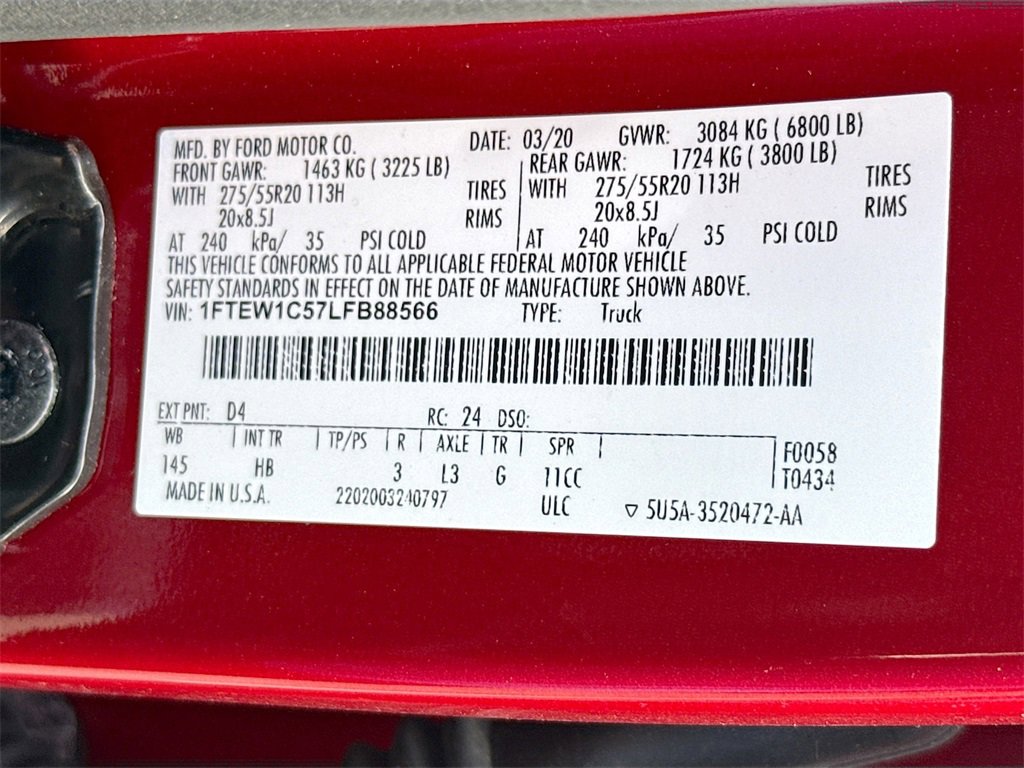 MFD. BY FORD MOTOR CO. DATE: 03/20 GVWR: 3084 KG ( 6800 LB)
FRONT GAWR: 1463 KG ( 3225 LB) REAR GAWR: 1724 KG ( 3800 LB)
WITH 275/55R20 113H TIRES WITH 275/55R20 113H TIRES
20x8.5J RIMS 20x8.5J RIMS
AT 240 kPa/ 35 PSI COLD AT 240 kPa/ 35 PSI COLD
THIS VEHICLE CONFORMS TO ALL APPLICABLE FEDERAL MOTOR VEHICLE
SAFETY STANDARDS IN EFFECT ON THE DATE OF MANUFACTURE SHOWN ABOVE.
VIN: 1FTEW1C57LFB88566 TYPE: Truck
EXT PNT: D4 RC: 24 DSO:
WB INT TR TP/PS R AXLE TR SPR F0058
145 HB 3 L3 G 11CC T0434
MADE IN U.S.A. 2202003240797 ULC ▽ 5U5A-3520472-AA